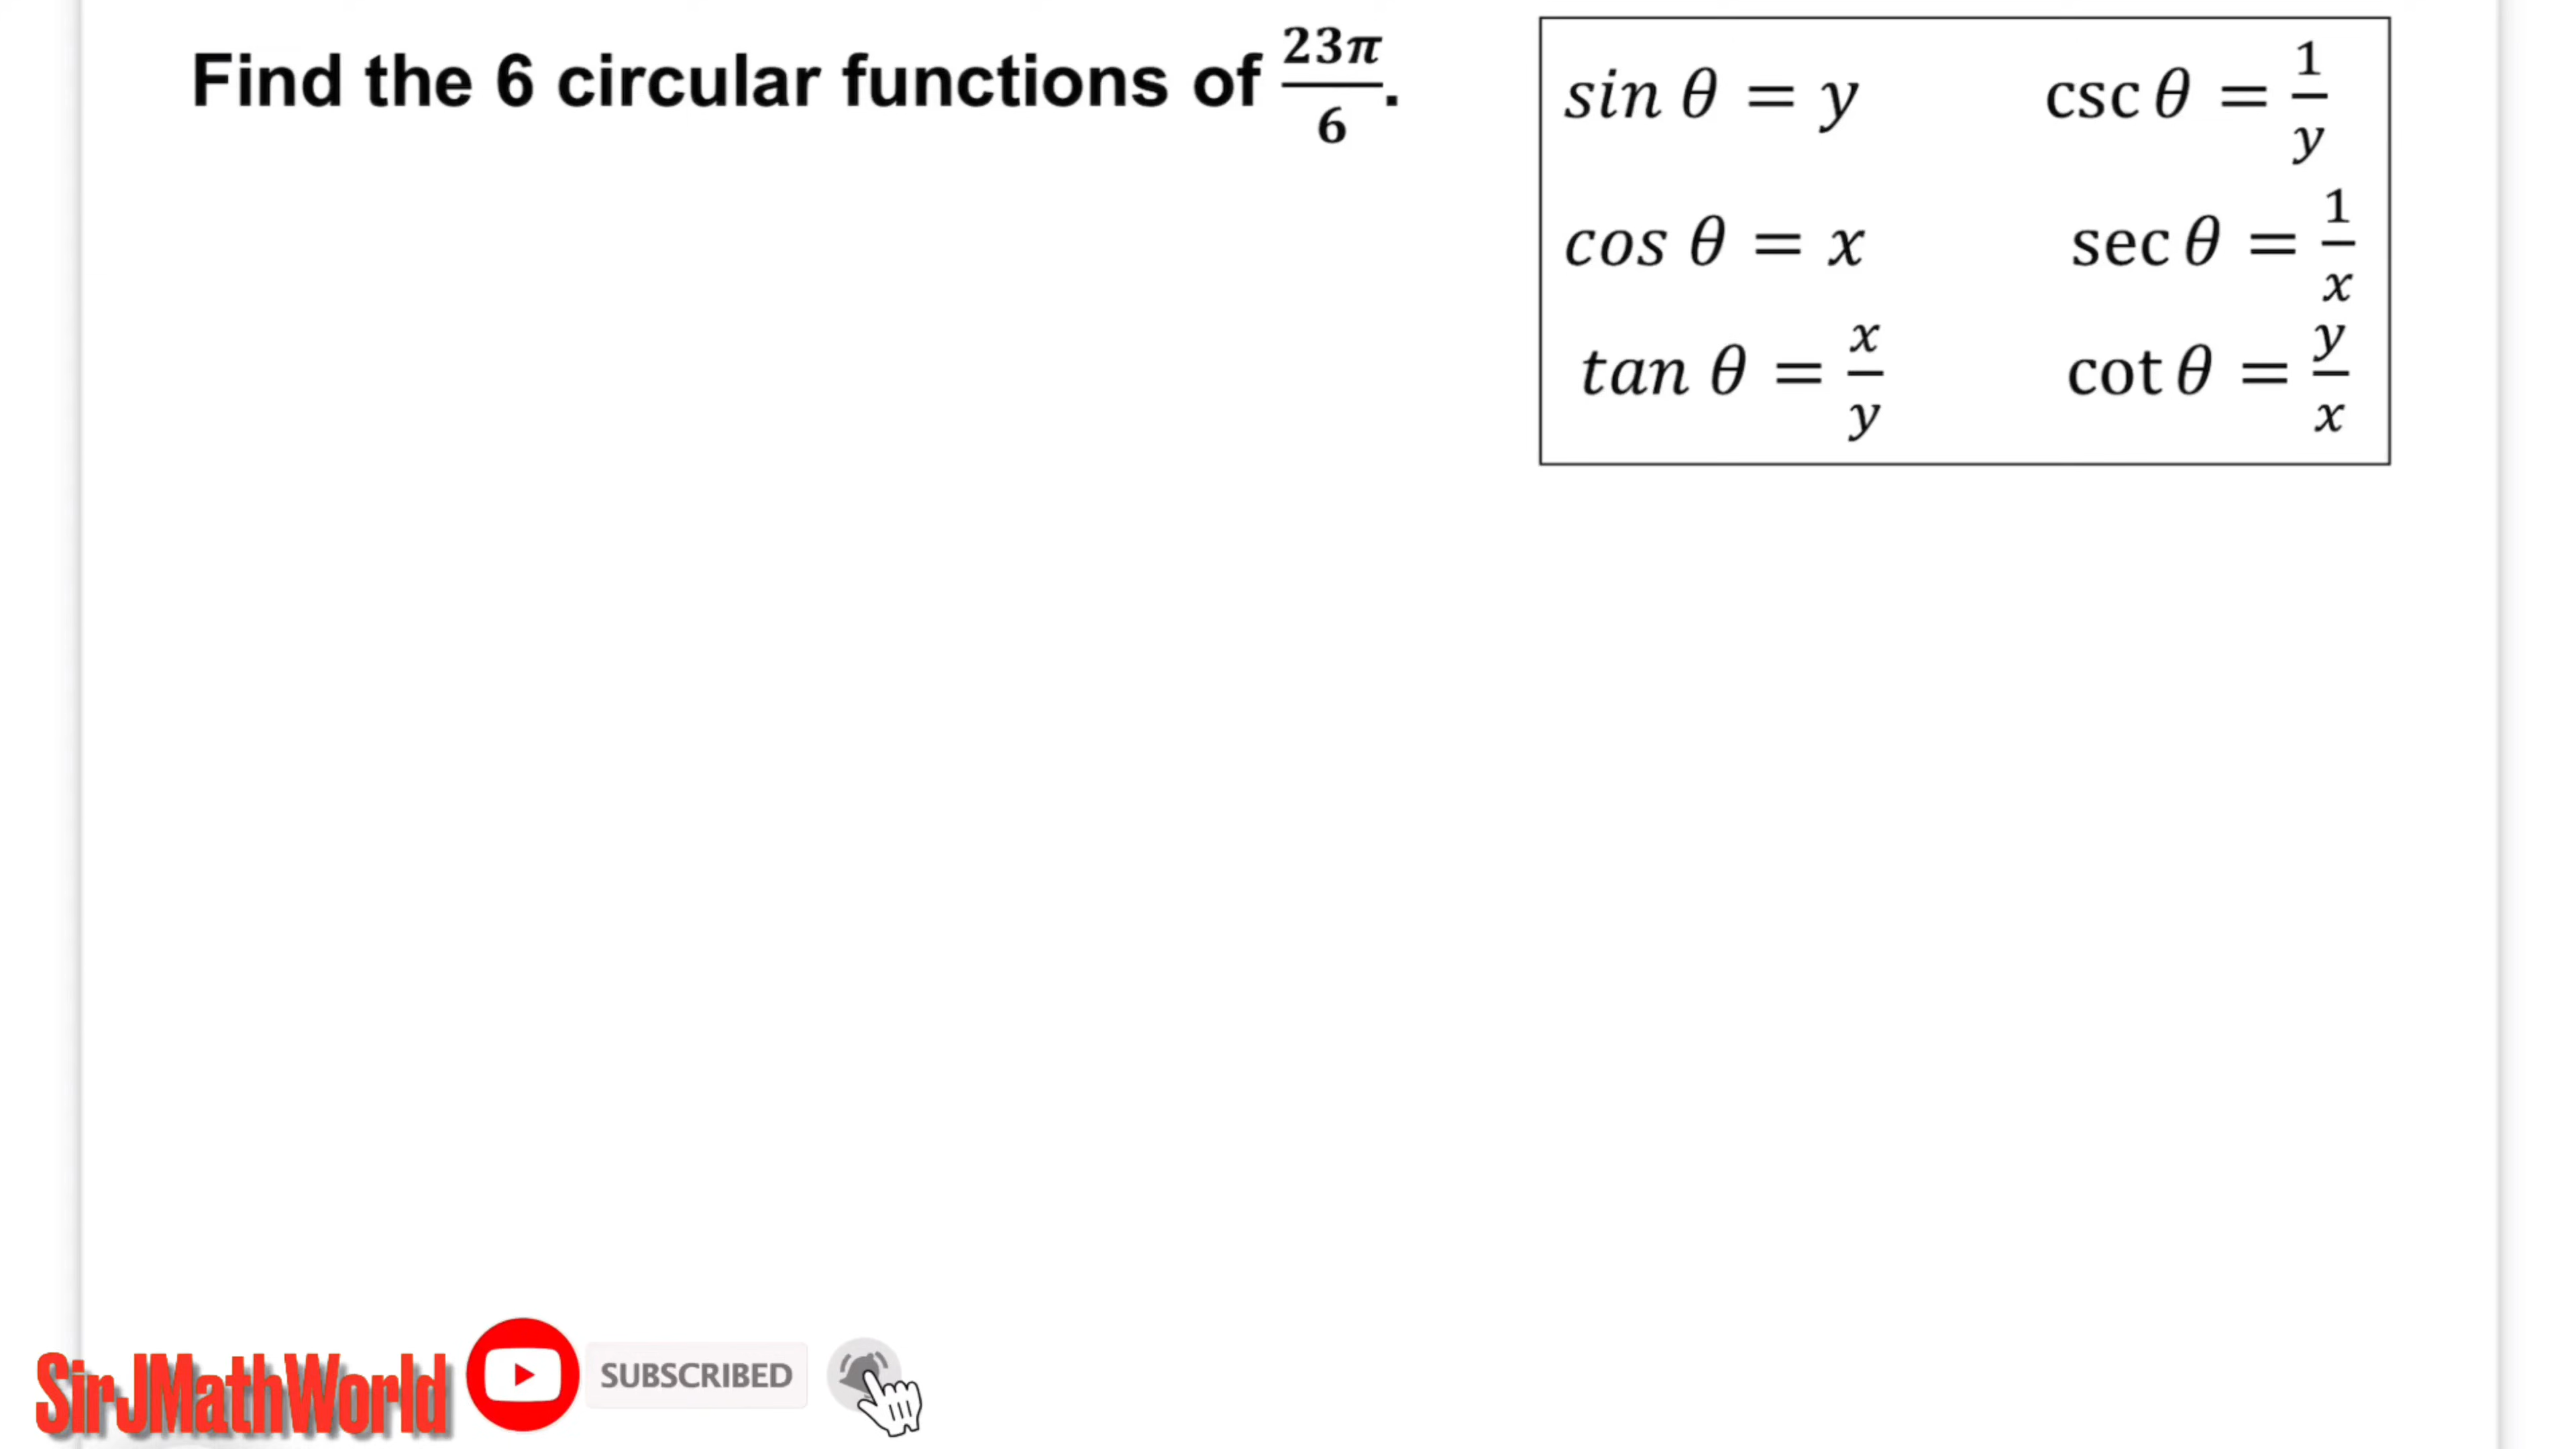 Find the 6 circular functions of 23π/6.
sin θ = y csc θ = 1/y
cos θ = x sec θ = 1/x
tan θ = x/y cot θ = y/x
SirJMathWorld SUBSCRIBED